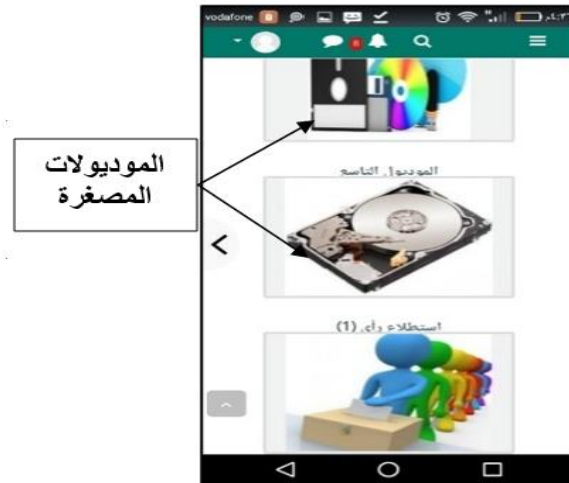 vodafone
الموديول التاسع
الموديولات
المصغرة
استطلاع رأي (1)